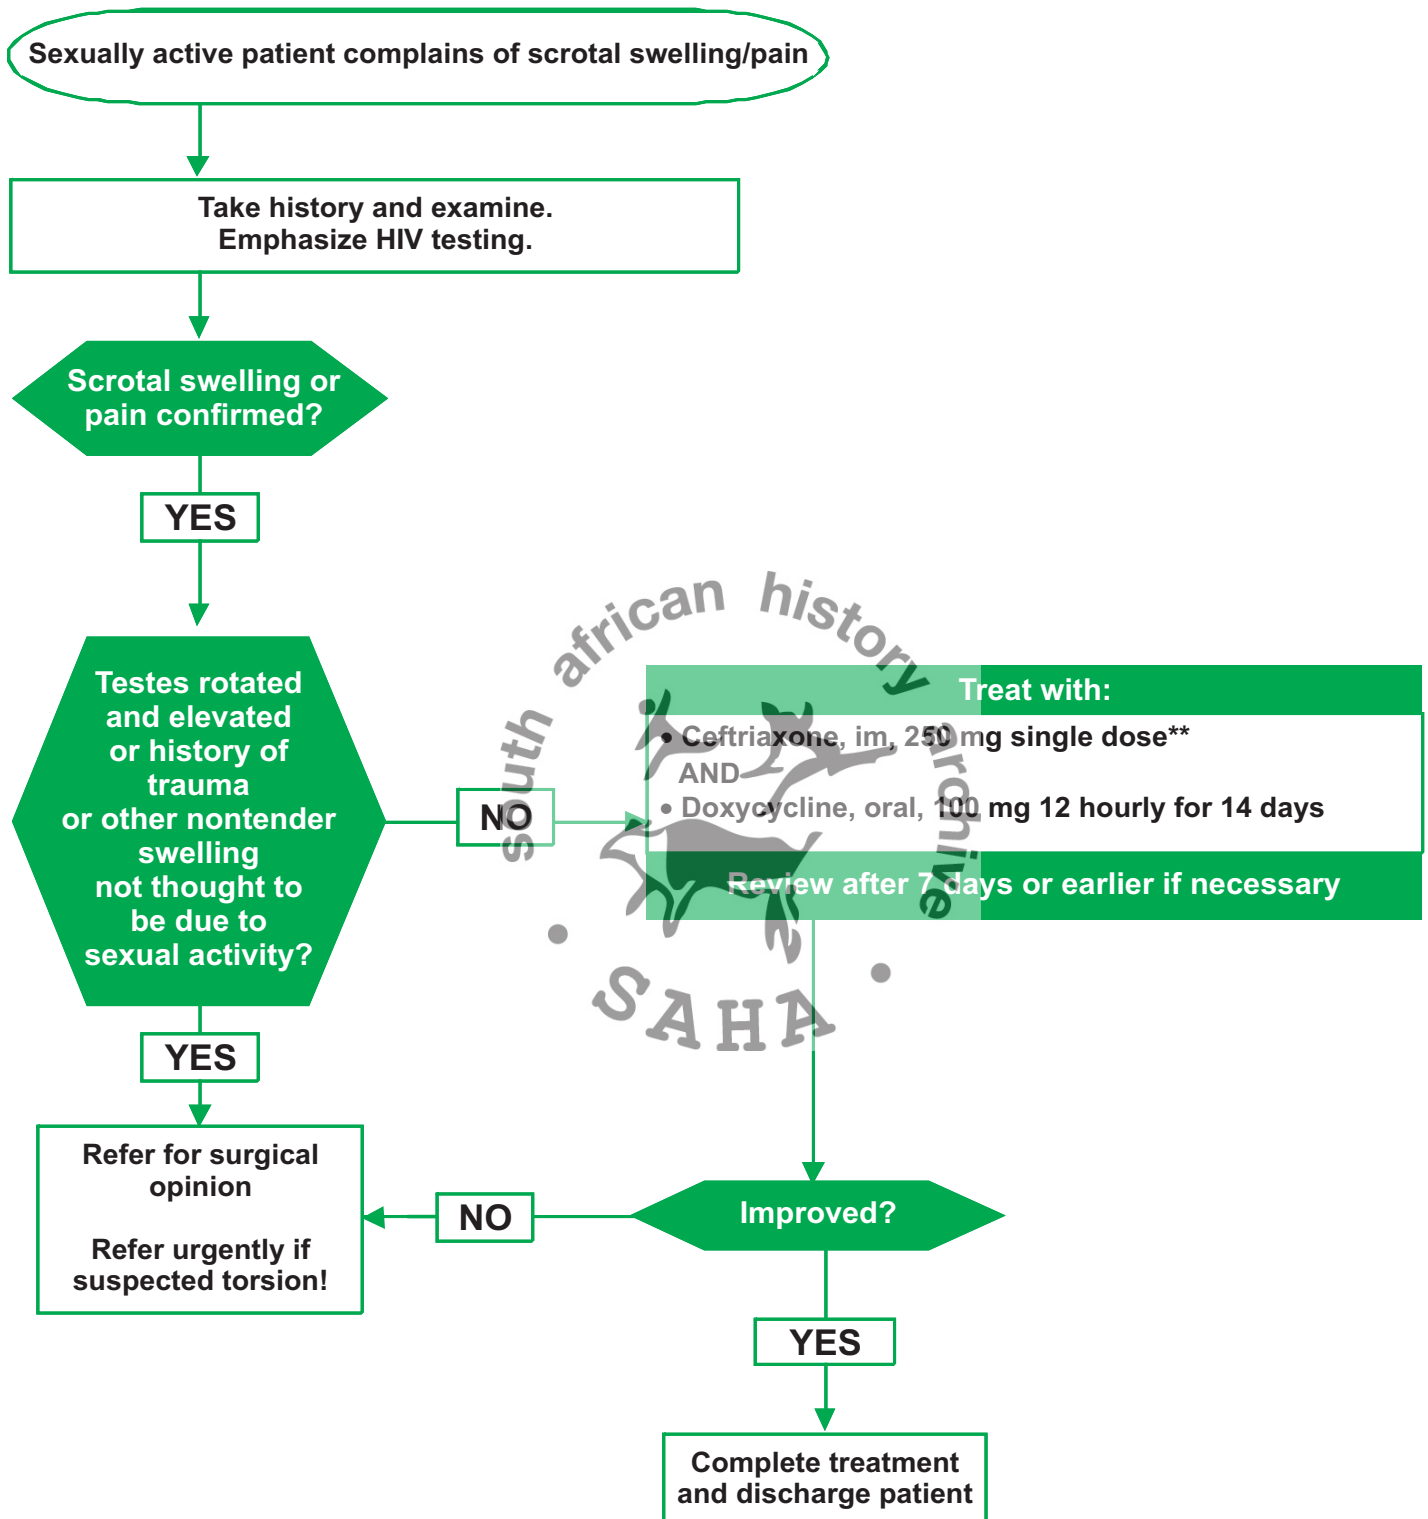 Sexually active patient complains of scrotal swelling/pain
Take history and examine.
Emphasize HIV testing.
Scrotal swelling or
pain confirmed?
YES
Testes rotated
and elevated
or history of
trauma
or other nontender
swelling
not thought to
be due to
sexual activity?
NO
Treat with:
• Ceftriaxone, im, 250 mg single dose**
AND
• Doxycycline, oral, 100 mg 12 hourly for 14 days
Review after 7 days or earlier if necessary
south african history archive
• SAHA •
YES
Refer for surgical
opinion
Refer urgently if
suspected torsion!
NO
Improved?
YES
Complete treatment
and discharge patient